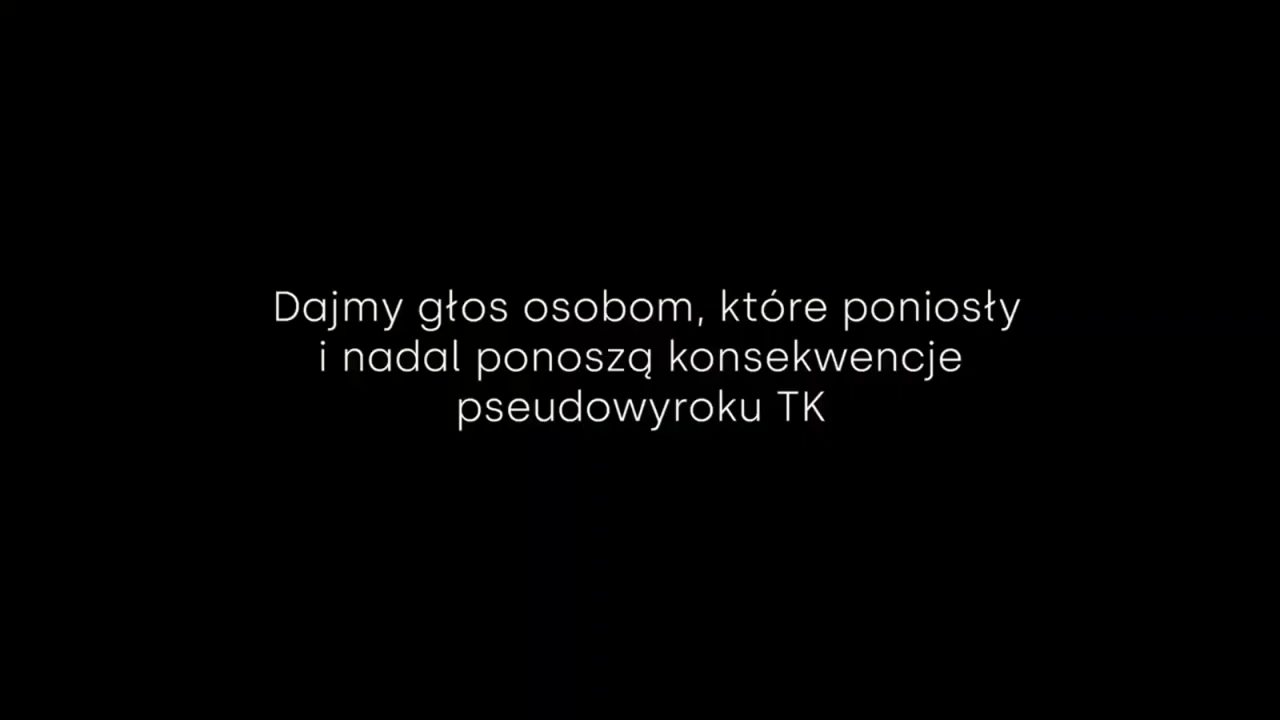 Dajmy głos osobom, które poniosły
i nadal ponoszą konsekwencje
pseudowyroku TK